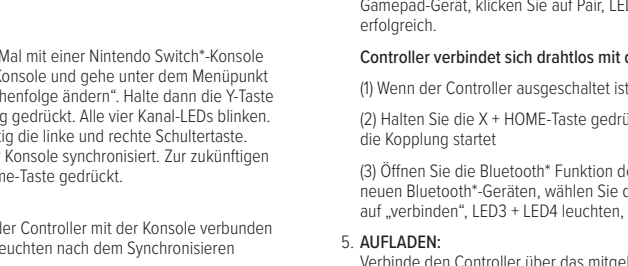 Mal mit einer Nintendo Switch*-Konsole
Konsole und gehe unter dem Menüpunkt
henfolge ändern“. Halte dann die Y-Taste
g gedrückt. Alle vier Kanal-LEDs blinken.
tig die linke und rechte Schultertaste.
Konsole synchronisiert. Zur zukünftigen
me-Taste gedrückt.
der Controller mit der Konsole verbunden
euchten nach dem Synchronisieren
Gamepad-Gerät, klicken Sie auf Pair, LED
erfolgreich.
Controller verbindet sich drahtlos mit d
(1) Wenn der Controller ausgeschaltet ist
(2) Halten Sie die X + HOME-Taste gedrü
die Kopplung startet
(3) Öffnen Sie die Bluetooth* Funktion de
neuen Bluetooth*-Geräten, wählen Sie d
auf „verbinden“, LED3 + LED4 leuchten,
5. AUFLADEN:
Verbinde den Controller über das mitgel